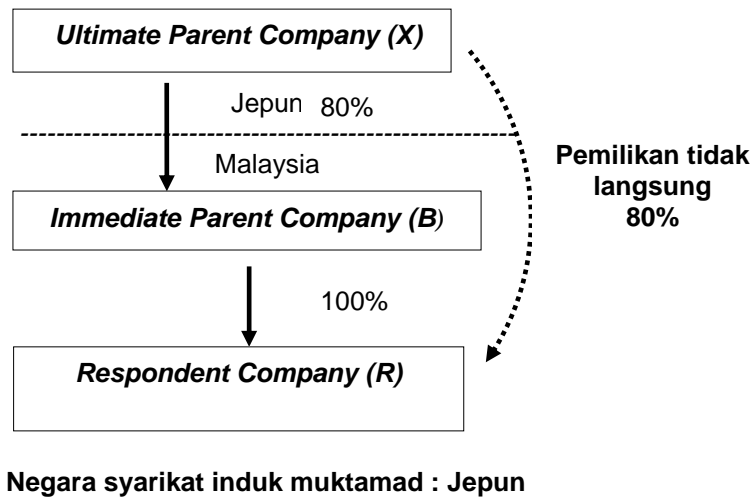 Ultimate Parent Company (X)
Jepun 80%
Malaysia
Pemilikan tidak
langsung
80%
Immediate Parent Company (B)
100%
Respondent Company (R)
Negara syarikat induk muktamad : Jepun